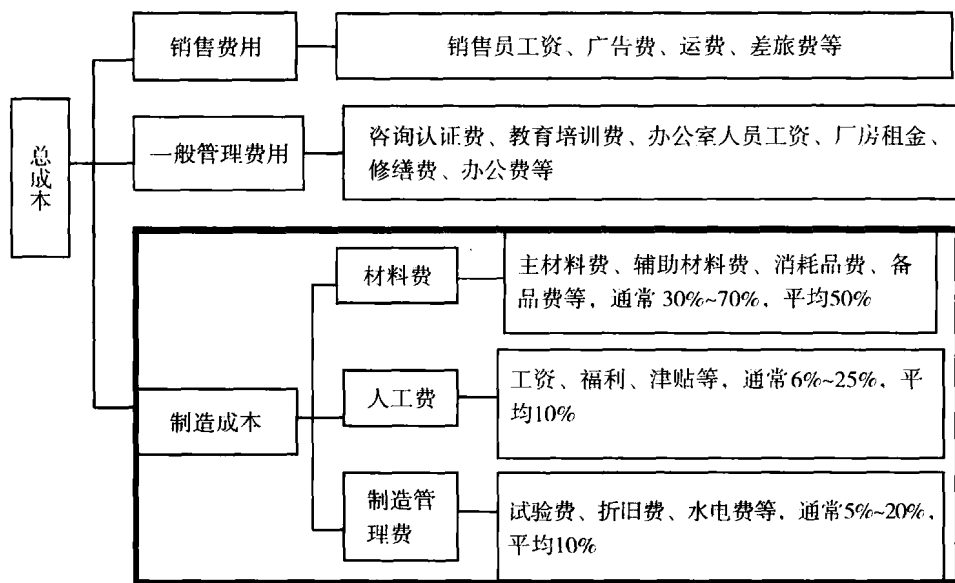 总成本
销售费用
销售员工资、广告费、运费、差旅费等
一般管理费用
咨询认证费、教育培训费、办公室人员工资、厂房租金、
修缮费、办公费等
制造成本
材料费
主材料费、辅助材料费、消耗品费、备
品费等，通常30%~70%，平均50%
人工费
工资、福利、津贴等，通常6%~25%，平
均10%
制造管
理费
试验费、折旧费、水电费等，通常5%~20%，
平均10%